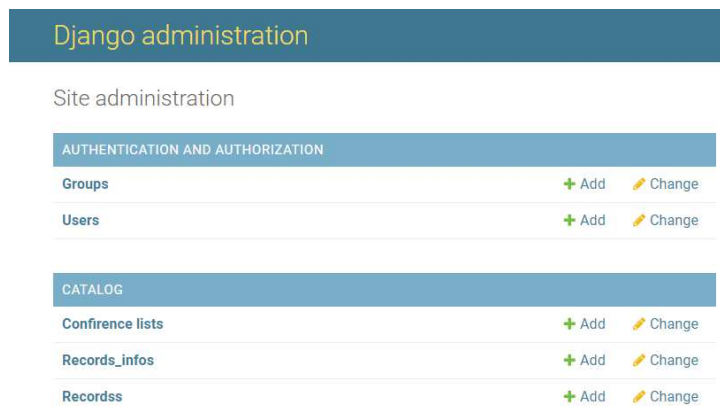 Django administration
Site administration
AUTHENTICATION AND AUTHORIZATION
Groups Add Change
Users Add Change
CATALOG
Confirence lists Add Change
Records_infos Add Change
Recordss Add Change